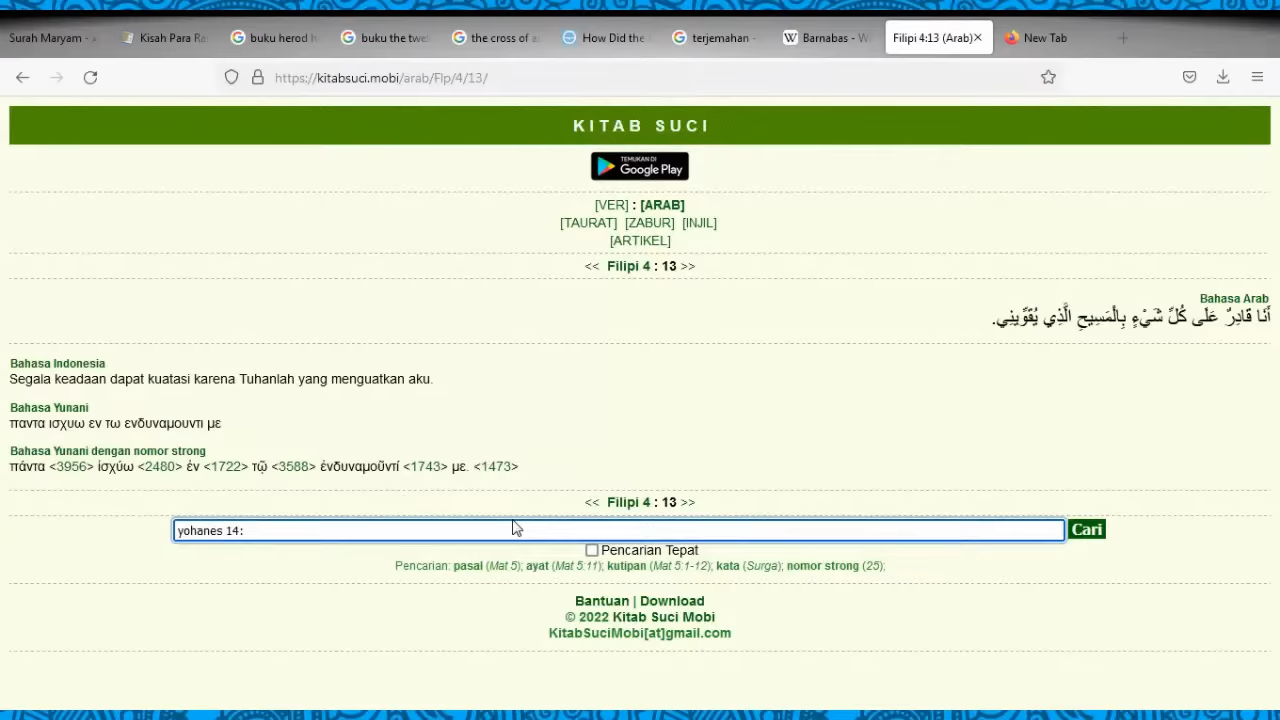 Surah Maryam -
Kisah Para Ra
buku herod h
buku the twe
the cross of a
How Did the
terjemahan -
Barnabas - W
Filipi 4:13 (Arab)
New Tab
https://kitabsuci.mobi/arab/Flp/4/13/
KITAB SUCI
TEMUKAN DI
Google Play
[VER] : [ARAB]
[TAURAT] [ZABUR] [INJIL]
[ARTIKEL]
<< Filipi 4 : 13 >>
Bahasa Arab
أَنَا قَادِرٌ عَلَى كُلِّ شَيْءٍ بِالْمَسِيحِ الَّذِي يُقَوِّينِي.
Bahasa Indonesia
Segala keadaan dapat kuatasi karena Tuhanlah yang menguatkan aku.
Bahasa Yunani
παντα ισχυω εν τω ενδυναμουντι με
Bahasa Yunani dengan nomor strong
πάντα <3956> ἰσχύω <2480> ἐν <1722> τῷ <3588> ἐνδυναμοῦντί <1743> με. <1473>
<< Filipi 4 : 13 >>
yohanes 14:
Cari
Pencarian Tepat
Pencarian: pasal (Mat 5); ayat (Mat 5:11); kutipan (Mat 5:1-12); kata (Surga); nomor strong (25);
Bantuan | Download
© 2022 Kitab Suci Mobi
KitabSuciMobi[at]gmail.com